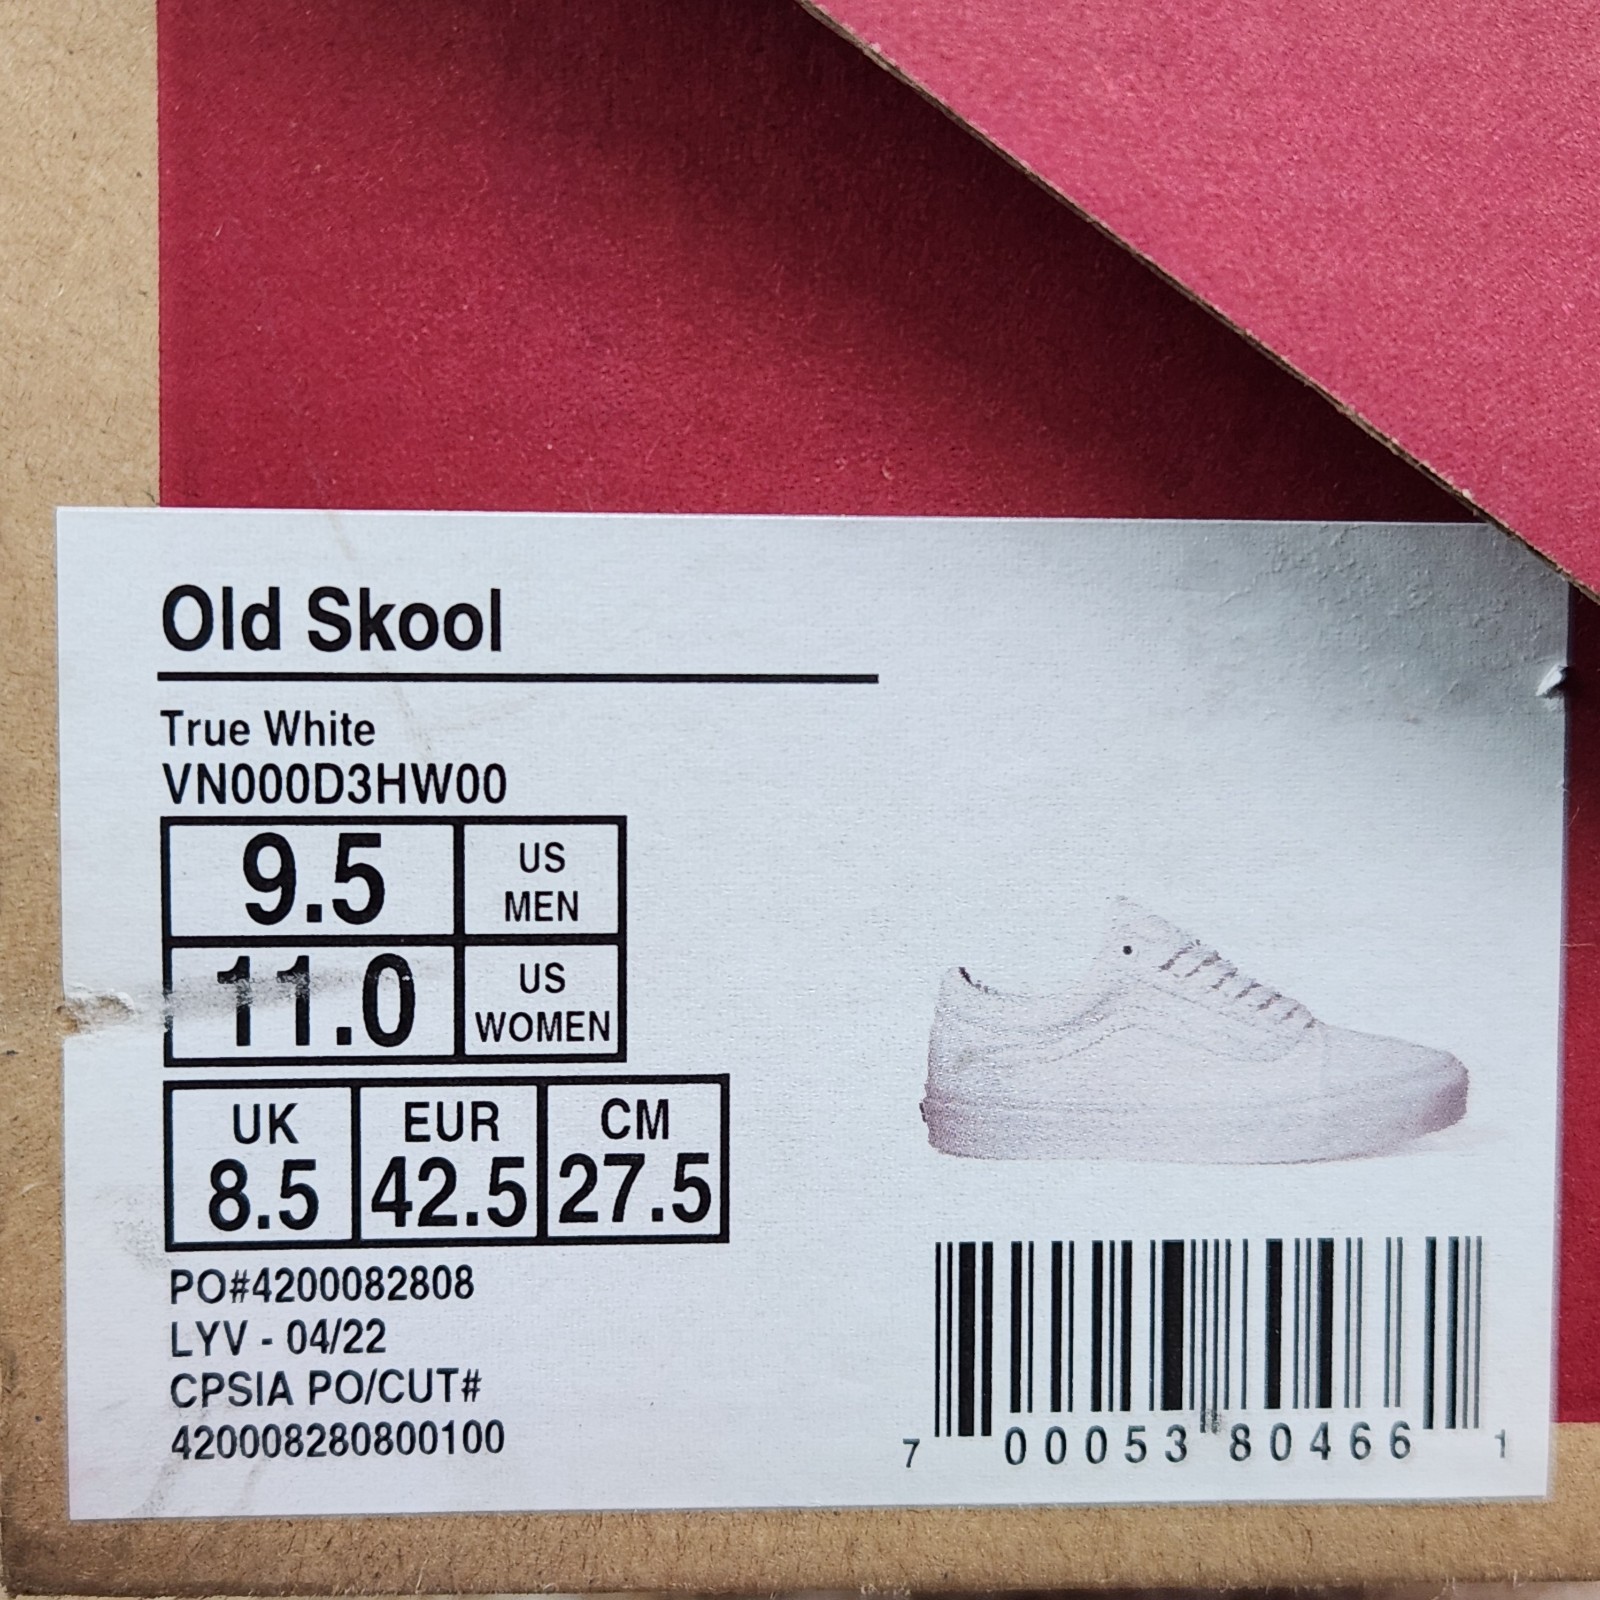 Old Skool
True White
VN000D3HW00
9.5 US MEN
11.0 US WOMEN
UK EUR CM
8.5 42.5 27.5
PO#4200082808
LYV - 04/22
CPSIA PO/CUT#
420008280800100
7 00053 80466 1